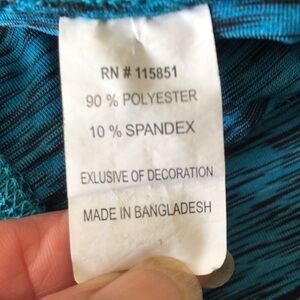 RN # 115851
90 % POLYESTER
10 % SPANDEX
EXLUSIVE OF DECORATION
MADE IN BANGLADESH